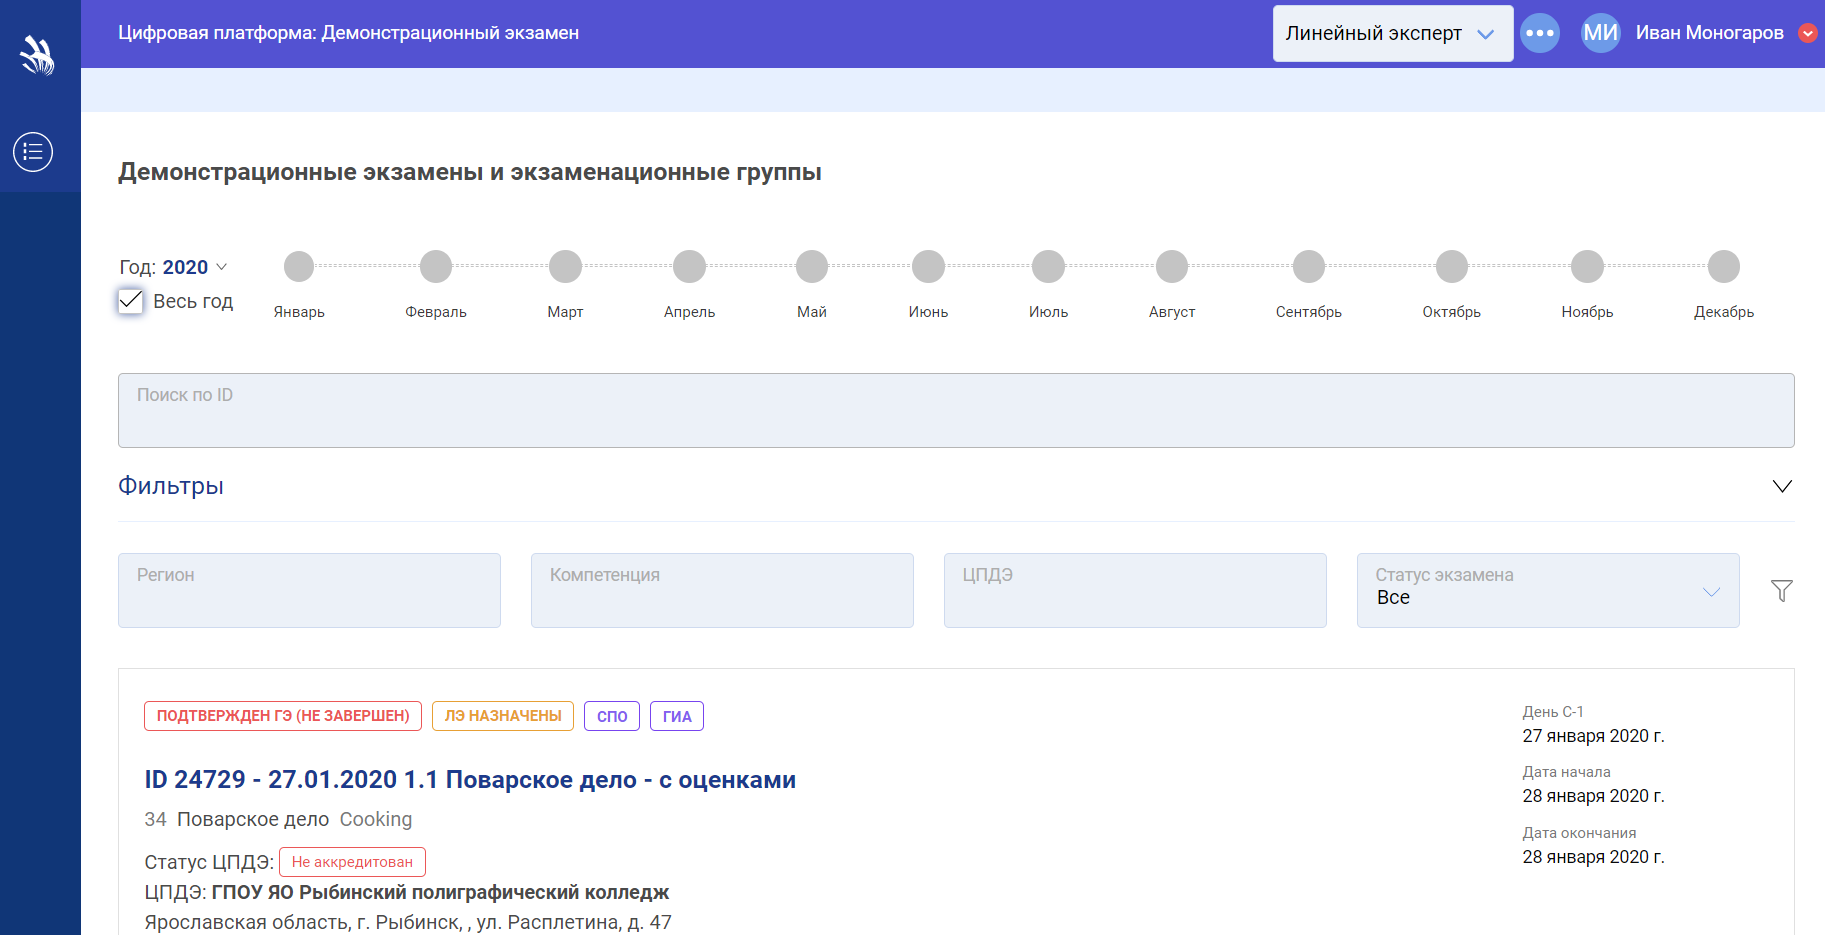 Цифровая платформа: Демонстрационный экзамен
Линейный эксперт
МИ
Иван Моногаров
Демонстрационные экзамены и экзаменационные группы
Год: 2020
Весь год
Январь
Февраль
Март
Апрель
Май
Июнь
Июль
Август
Сентябрь
Октябрь
Ноябрь
Декабрь
Поиск по ID
Фильтры
Регион
Компетенция
ЦПДЭ
Статус экзамена
Все
ПОДТВЕРЖДЕН ГЭ (НЕ ЗАВЕРШЕН)
ЛЭ НАЗНАЧЕНЫ
СПО
ГИА
ID 24729 - 27.01.2020 1.1 Поварское дело - с оценками
34 Поварское дело Cooking
Статус ЦПДЭ: Не аккредитован
ЦПДЭ: ГПОУ ЯО Рыбинский полиграфический колледж
Ярославская область, г. Рыбинск, , ул. Расплетина, д. 47
День С-1
27 января 2020 г.
Дата начала
28 января 2020 г.
Дата окончания
28 января 2020 г.